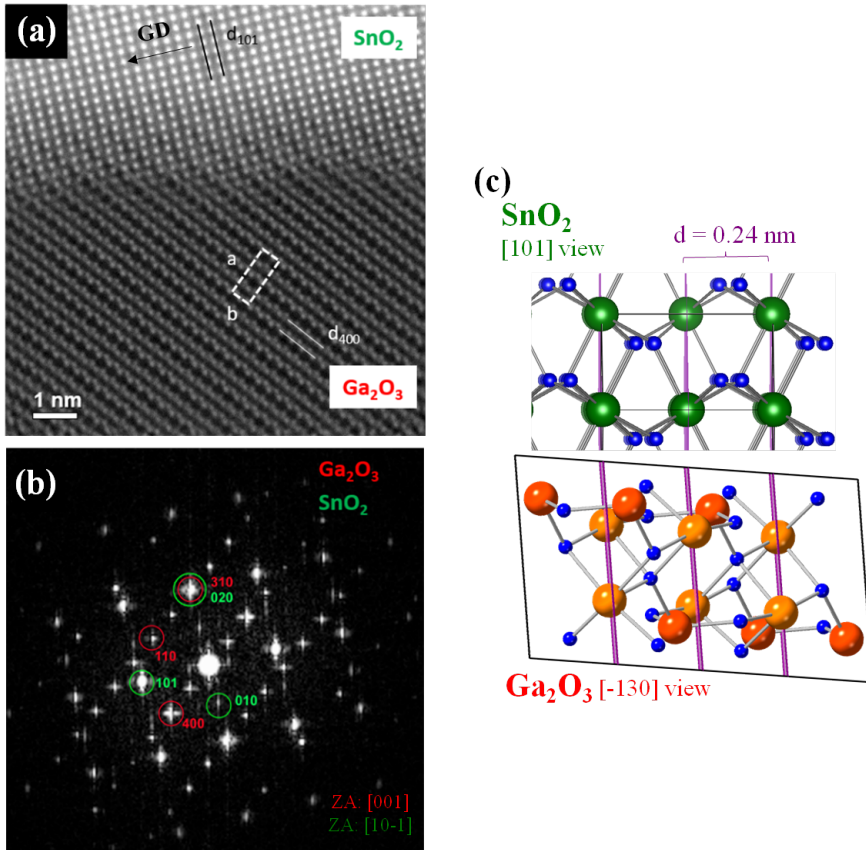 (a)
GD
d101
SnO2
a
b
d400
1 nm
Ga2O3
(b)
Ga2O3
SnO2
310
020
110
101
010
400
ZA: [001]
ZA: [10-1]
(c)
SnO2
[101] view
d = 0.24 nm
Ga2O3 [-130] view